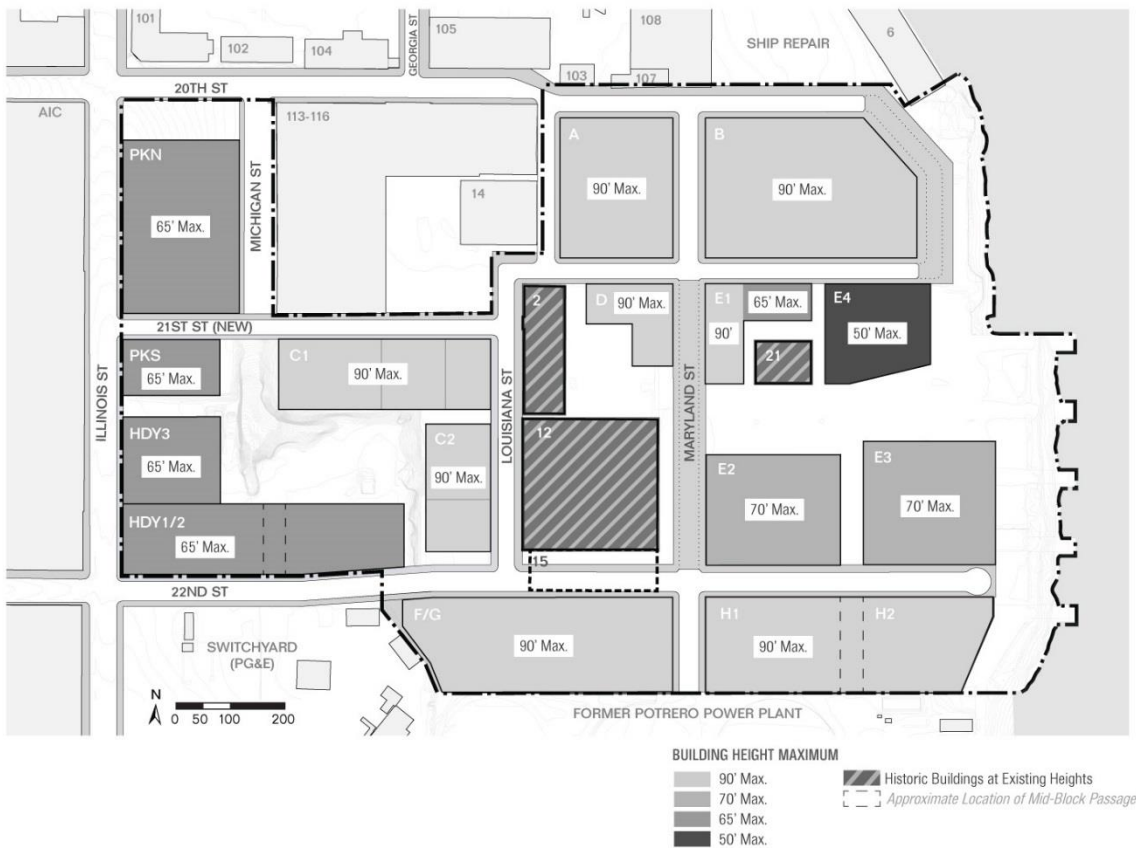 101
102
104
GEORGIA ST
105
108
103
107
SHIP REPAIR
6
20TH ST
AIC
PKN
65' Max.
MICHIGAN ST
113-116
14
A
90' Max.
B
90' Max.
21ST ST (NEW)
ILLINOIS ST
PKS
65' Max.
C1
90' Max.
LOUISIANA ST
2
D
90' Max.
MARYLAND ST
E1
90'
65' Max.
E4
50' Max.
21
HDY3
65' Max.
C2
90' Max.
12
E2
70' Max.
E3
70' Max.
HDY1/2
65' Max.
15
22ND ST
F/G
90' Max.
H1
90' Max.
H2
SWITCHYARD
(PG&E)
N
0 50 100 200
FORMER POTRERO POWER PLANT
BUILDING HEIGHT MAXIMUM
90' Max.
70' Max.
65' Max.
50' Max.
Historic Buildings at Existing Heights
Approximate Location of Mid-Block Passage